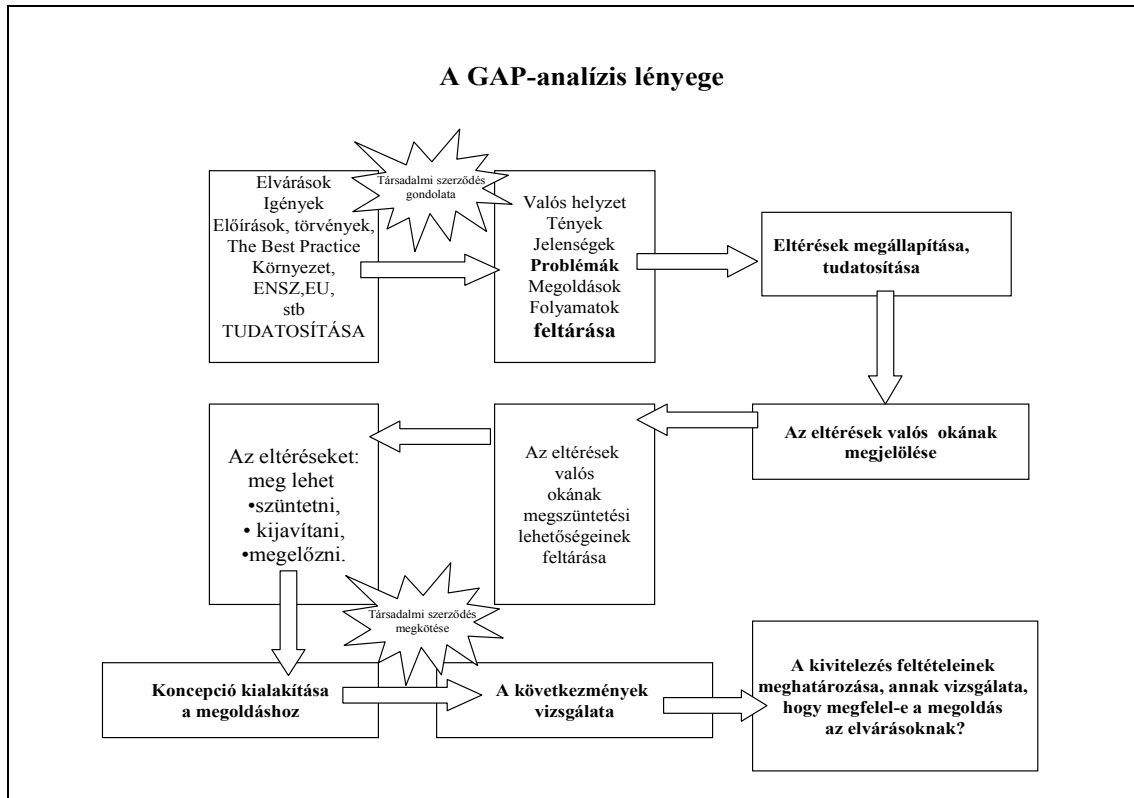 A GAP-analízis lényege
Elvárások
Igények
Előírások, törvények,
The Best Practice
Környezet,
ENSZ,EU,
stb
TUDATOSÍTÁSA
Társadalmi szerződés
gondolata
Valós helyzet
Tények
Jelenségek
Problémák
Megoldások
Folyamatok
feltárása
Eltérések megállapítása,
tudatosítása
Az eltérések valós okának
megjelölése
Az eltérések
valós
okának
megszüntetési
lehetőségeinek
feltárása
Az eltéréseket:
meg lehet
•szüntetni,
• kijavítani,
•megelőzni.
Társadalmi szerződés
megkötése
Koncepció kialakítása
a megoldáshoz
A következmények
vizsgálata
A kivitelezés feltételeinek
meghatározása, annak vizsgálata,
hogy megfelel-e a megoldás
az elvárásoknak?